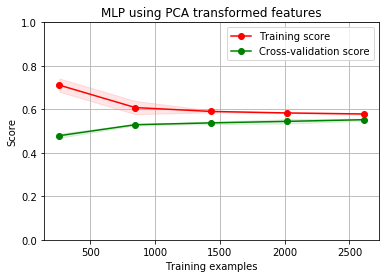 MLP using PCA transformed features
Training score
Cross-validation score
Score
1.0
0.8
0.6
0.4
0.2
0.0
500 1000 1500 2000 2500
Training examples